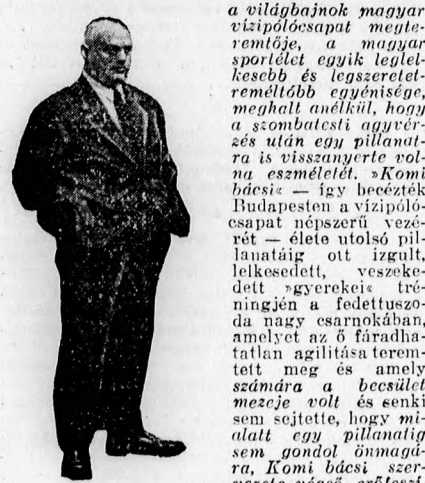 a világbajnok magyar
vízipólócsapat megte-
remtője, a magyar
sportélet egyik leglel-
kesebb és legszeretet-
reméltóbb egyénisége,
meghalt anélkül, hogy
a szombatesti agyvér-
zés után egy pillanat-
ra is visszanyerte vol-
na eszméletét. »Komi
bácsi« — így becézték
Budapesten a vízipóló-
csapat népszerű vezé-
rét — élete utolsó pil-
lanatáig ott izgult,
lelkesedett, veszeke-
dett »gyerekei« tré-
ningjén a fedettuszo-
da nagy csarnokában,
amelyet az ő fáradha-
tatlan agilitása terem-
tett meg és amely
számára a becsület
mezeje volt és senki
sem sejtette, hogy mi-
alatt egy pillanatig
sem gondol önmagá-
ra, Komi bácsi szer-